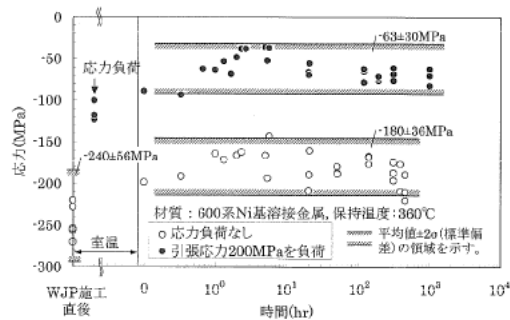 応力(MPa)
0
-50
-100
-150
-200
-250
-300
応力負荷
-63±30MPa
-180±36MPa
-240±56MPa
材質：600系Ni基溶接金属, 保持温度：360℃
○ 応力負荷なし
● 引張応力200MPaを負荷
平均値±2σ(標準偏
差)の領域を示す。
室温
WJP施工
直後
0 10⁰ 10¹ 10² 10³ 10⁴
時間(hr)